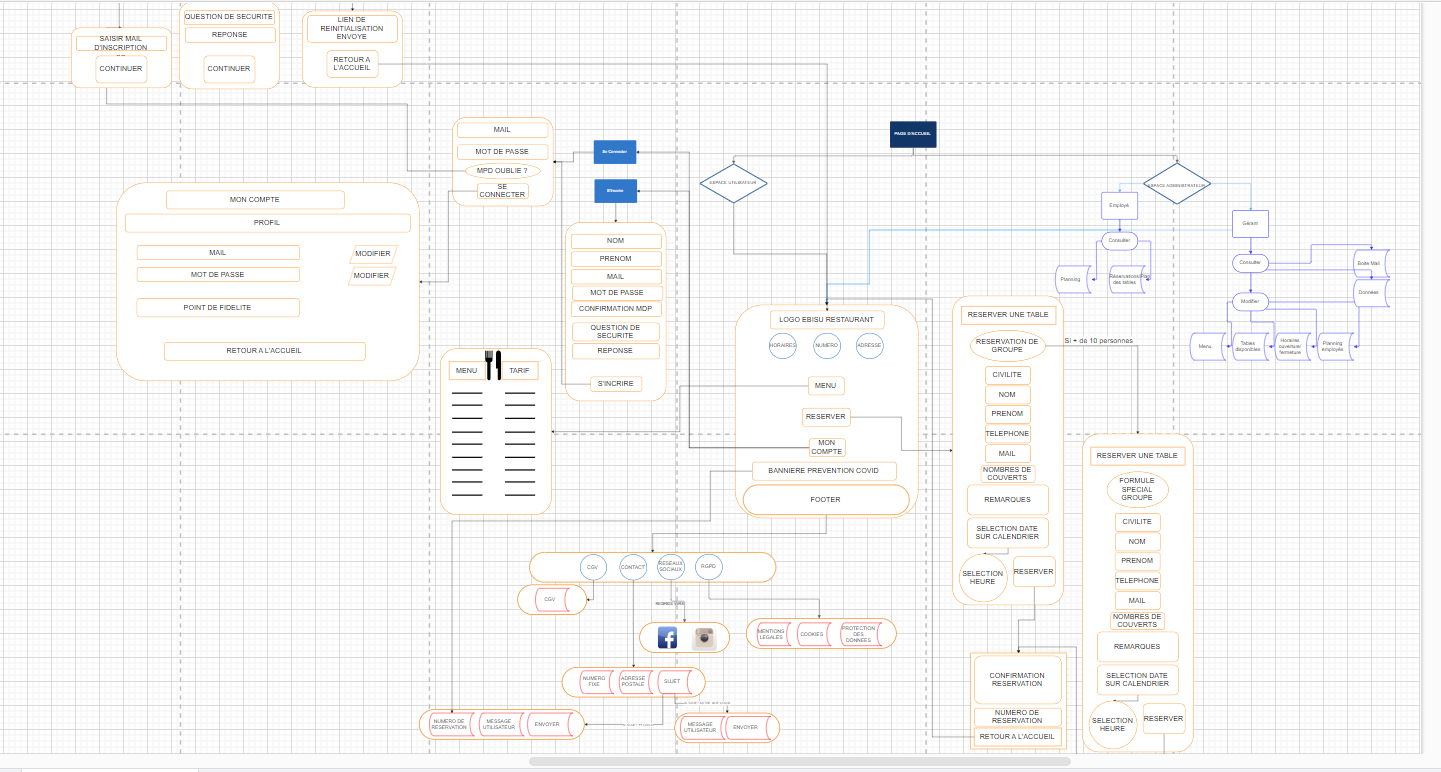 QUESTION DE SECURITE
LIEN DE
REINITIALISATION
ENVOYE
SAISIR MAIL
D'INSCRIPTION
REPONSE
CONTINUER
CONTINUER
RETOUR A
L'ACCUEIL
PAGE D'ACCUEIL
MAIL
MOT DE PASSE
MPD OUBLIE ?
SE
CONNECTER
Se Connecter
S'inscrire
ESPACE UTILISATEUR
ESPACE ADMINISTRATEUR
Employé
Gérant
Consulter
Planning
Réservations/Plan
des tables
Consulter
Boite Mail
Données
Modifier
Menu
Tables
disponibles
Horaires
ouverture/
fermeture
Planning
employés
MON COMPTE
PROFIL
MAIL
MODIFIER
MOT DE PASSE
MODIFIER
POINT DE FIDELITE
RETOUR A L'ACCUEIL
NOM
PRENOM
MAIL
MOT DE PASSE
CONFIRMATION MDP
QUESTION DE
SECURITE
REPONSE
S'INCRIRE
MENU
TARIF
LOGO EBISU RESTAURANT
HORAIRES
NUMERO
ADRESSE
MENU
RESERVER
MON
COMPTE
BANNIERE PREVENTION COVID
FOOTER
RESERVER UNE TABLE
RESERVATION DE
GROUPE
Si + de 10 personnes
CIVILITE
NOM
PRENOM
TELEPHONE
MAIL
NOMBRES DE
COUVERTS
REMARQUES
SELECTION DATE
SUR CALENDRIER
SELECTION
HEURE
RESERVER
RESERVER UNE TABLE
FORMULE
SPECIAL
GROUPE
CIVILITE
NOM
PRENOM
TELEPHONE
MAIL
NOMBRES DE
COUVERTS
REMARQUES
SELECTION DATE
SUR CALENDRIER
SELECTION
HEURE
RESERVER
CONFIRMATION
RESERVATION
NUMERO DE
RESERVATION
RETOUR A L'ACCUEIL
CGV
CONTACT
RESEAUX
SOCIAUX
RGPD
CGV
MENTIONS
LEGALES
COOKIES
PROTECTION
DES
DONNEES
NUMERO
FIXE
ADRESSE
POSTALE
SUJET
NUMERO DE
RESERVATION
MESSAGE
UTILISATEUR
ENVOYER
MESSAGE
UTILISATEUR
ENVOYER